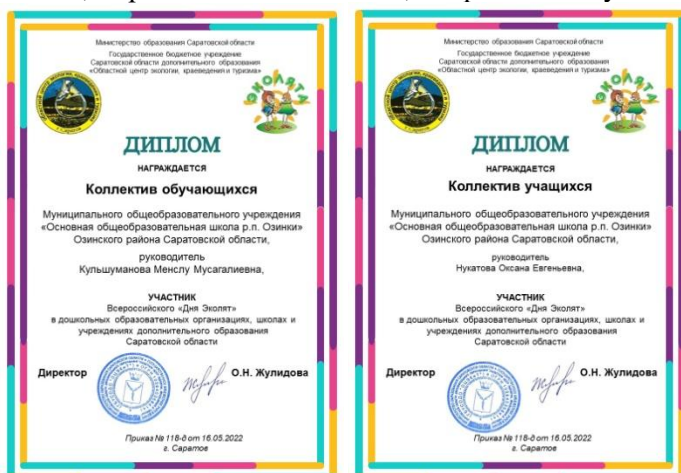 Министерство образования Саратовской области
Государственное бюджетное учреждение
Саратовской области дополнительного образования
«Областной центр экологии, краеведения и туризма»
ЭКОЛЯТА
ДИПЛОМ
НАГРАЖДАЕТСЯ
Коллектив обучающихся
Муниципального общеобразовательного учреждения
«Основная общеобразовательная школа р.п. Озинки»
Озинского района Саратовской области,
руководитель
Кульшуманова Менслу Мусагалиевна,
УЧАСТНИК
Всероссийского «Дня Эколят»
в дошкольных образовательных организациях, школах и
учреждениях дополнительного образования
Саратовской области
Директор
О.Н. Жулидова
Приказ № 118-д от 16.05.2022
г. Саратов
Министерство образования Саратовской области
Государственное бюджетное учреждение
Саратовской области дополнительного образования
«Областной центр экологии, краеведения и туризма»
ЭКОЛЯТА
ДИПЛОМ
НАГРАЖДАЕТСЯ
Коллектив учащихся
Муниципального общеобразовательного учреждения
«Основная общеобразовательная школа р.п. Озинки»
Озинского района Саратовской области,
руководитель
Нукатова Оксана Евгеньевна,
УЧАСТНИК
Всероссийского «Дня Эколят»
в дошкольных образовательных организациях, школах и
учреждениях дополнительного образования
Саратовской области
Директор
О.Н. Жулидова
Приказ № 118-д от 16.05.2022
г. Саратов